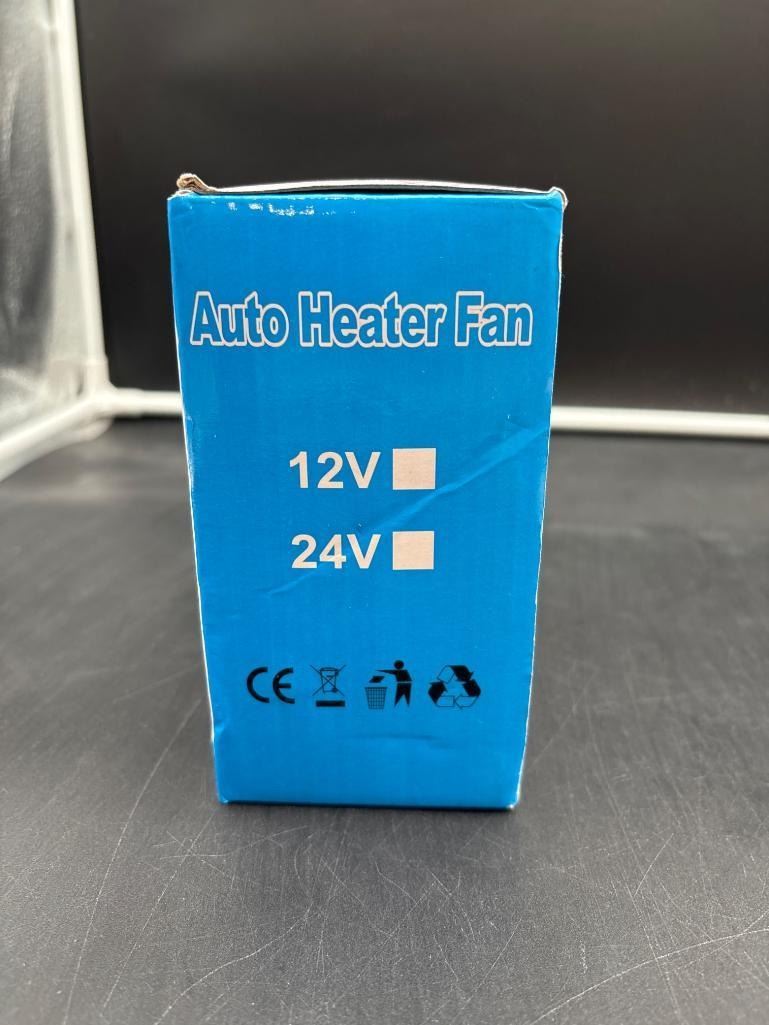 Auto Heater Fan
12V
24V
CE